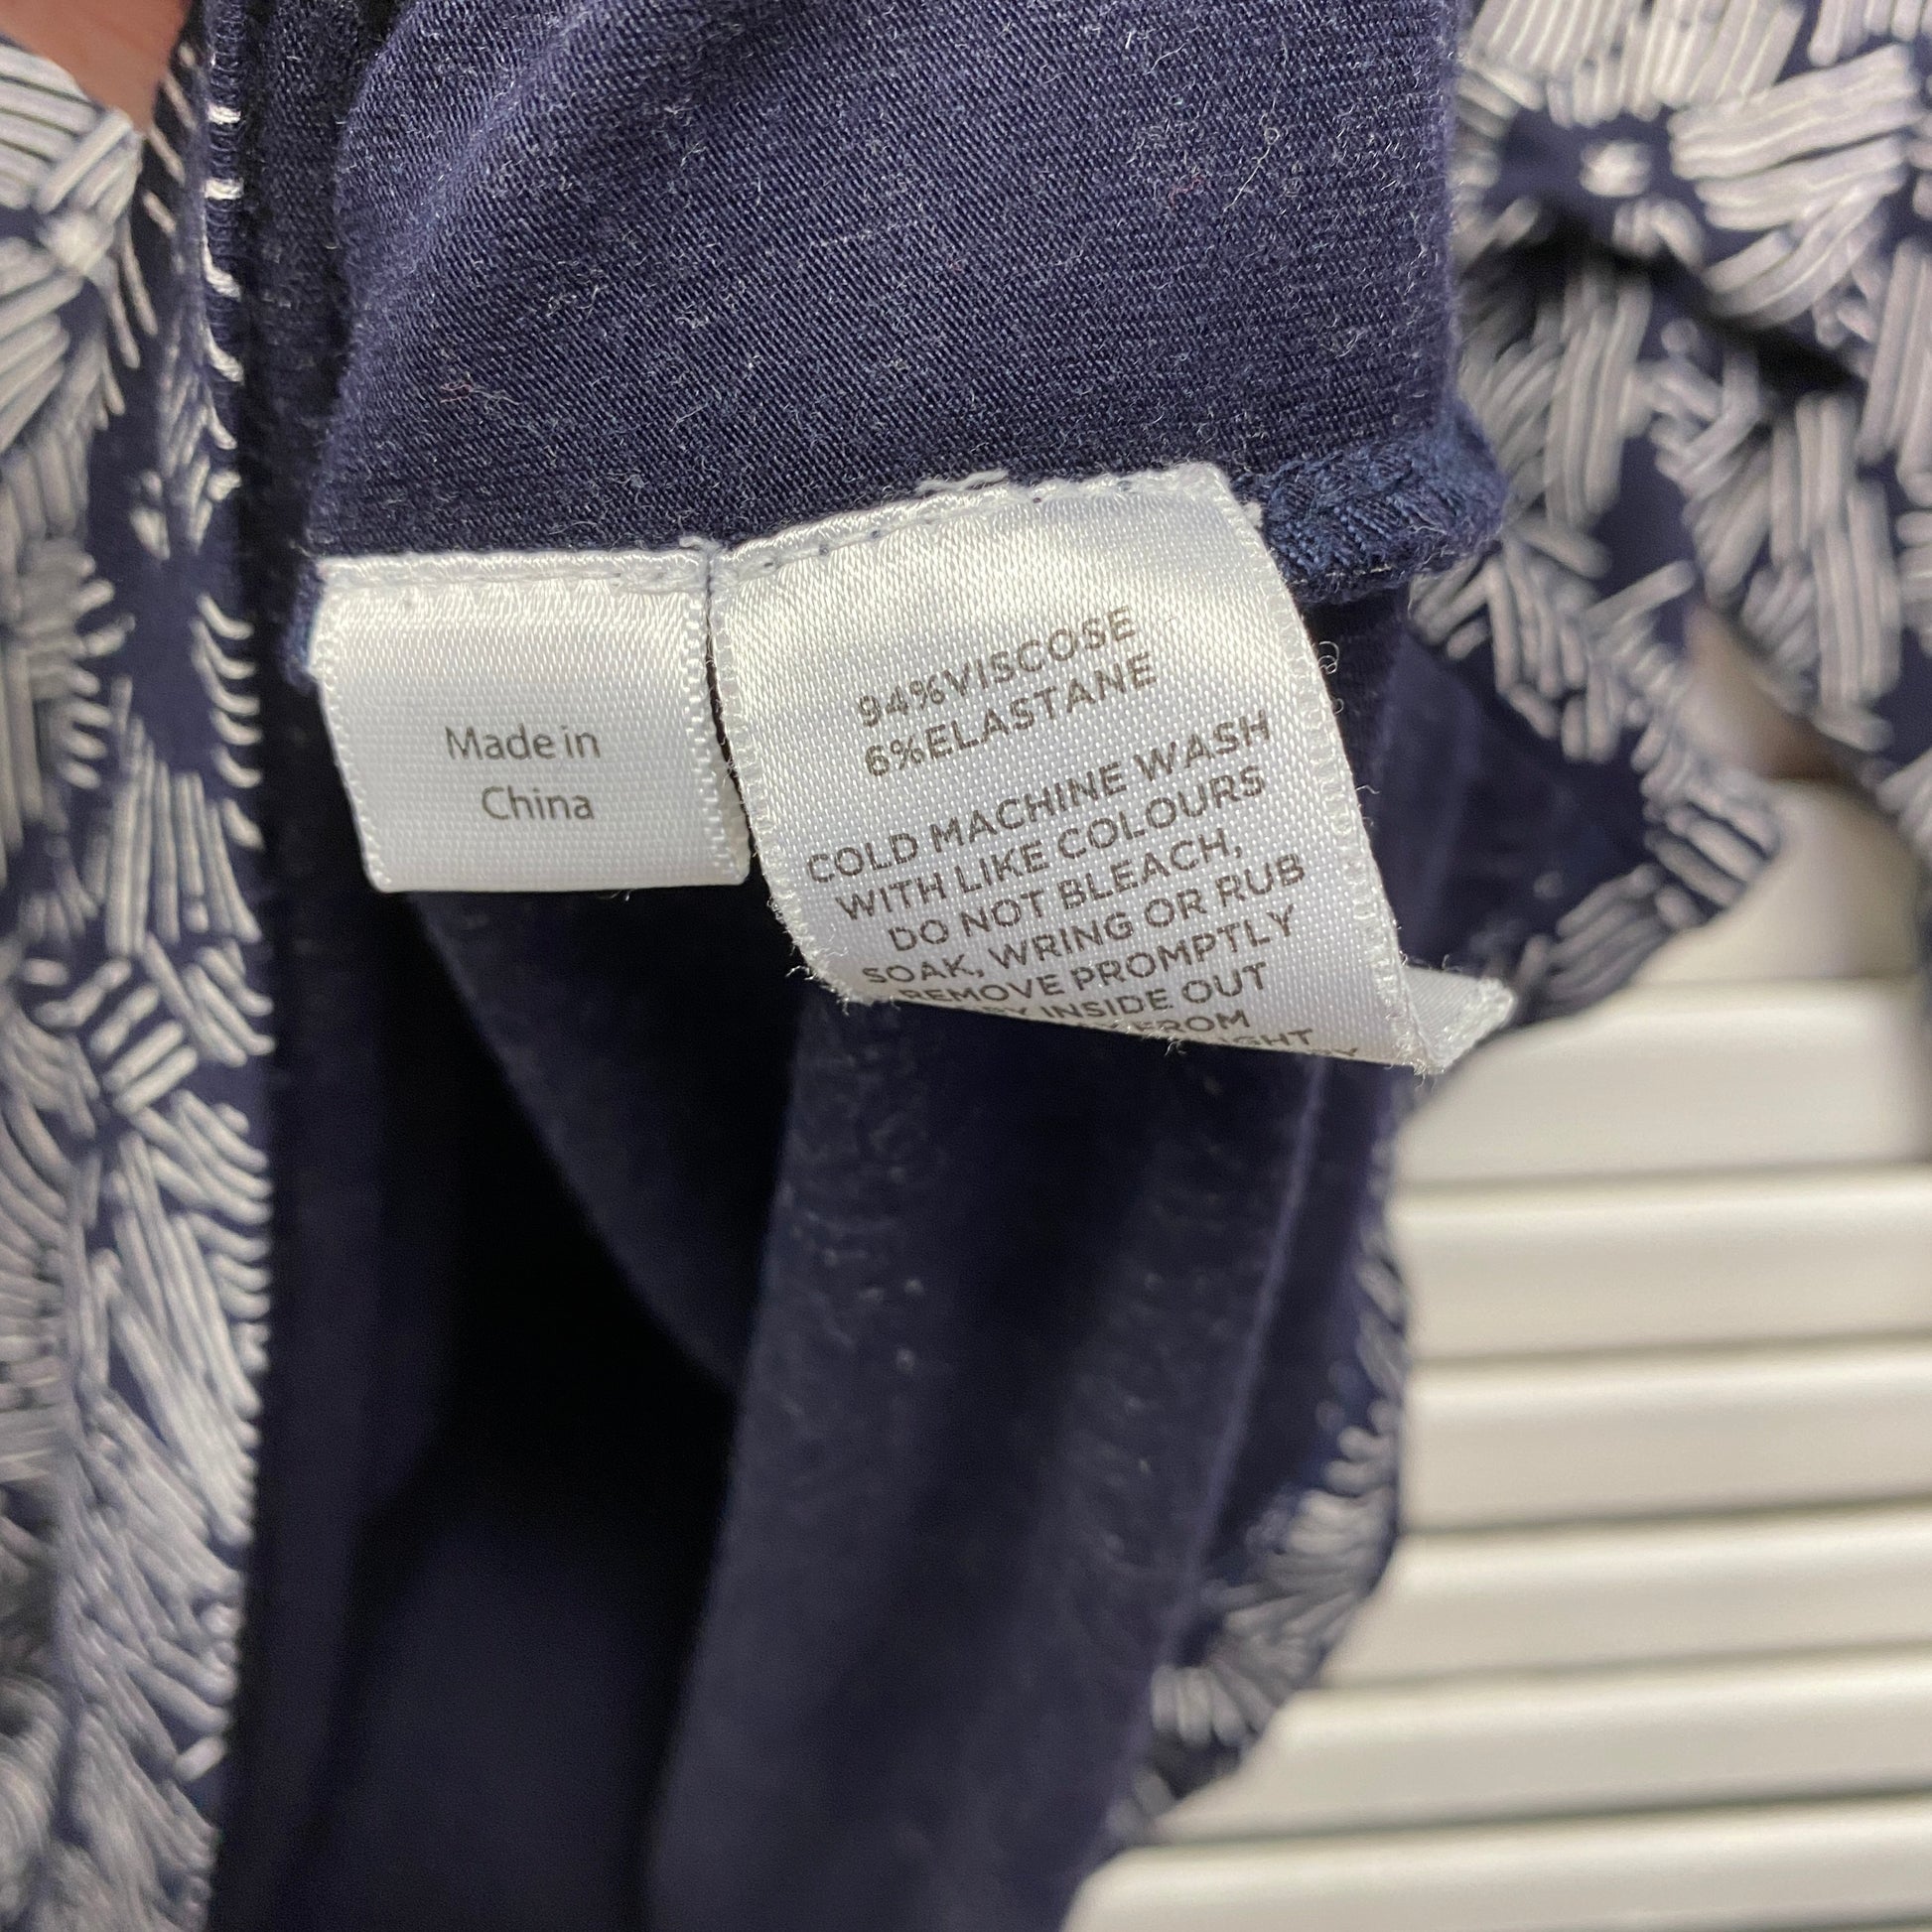 Made in
China
94%VISCOSE
6%ELASTANE
COLD MACHINE WASH
WITH LIKE COLOURS
DO NOT BLEACH,
SOAK, WRING OR RUB
REMOVE PROMPTLY
INSIDE OUT
FROM